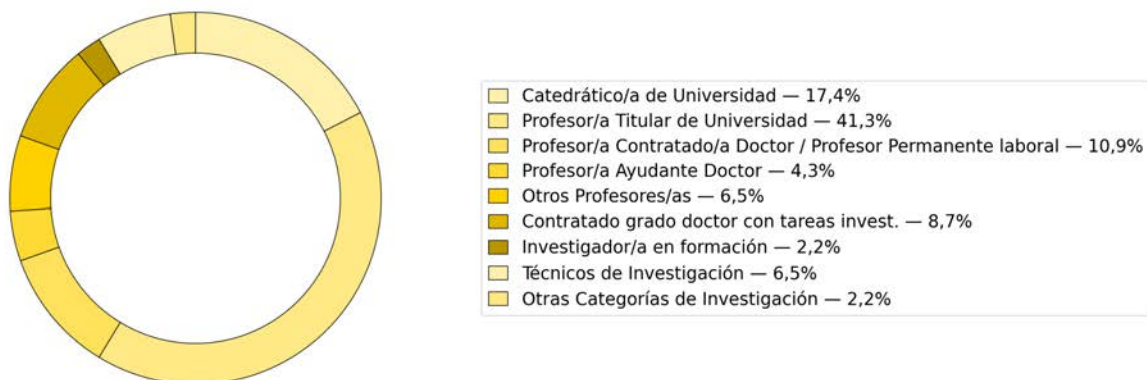 Catedrático/a de Universidad — 17,4%
Profesor/a Titular de Universidad — 41,3%
Profesor/a Contratado/a Doctor / Profesor Permanente laboral — 10,9%
Profesor/a Ayudante Doctor — 4,3%
Otros Profesores/as — 6,5%
Contratado grado doctor con tareas invest. — 8,7%
Investigador/a en formación — 2,2%
Técnicos de Investigación — 6,5%
Otras Categorías de Investigación — 2,2%